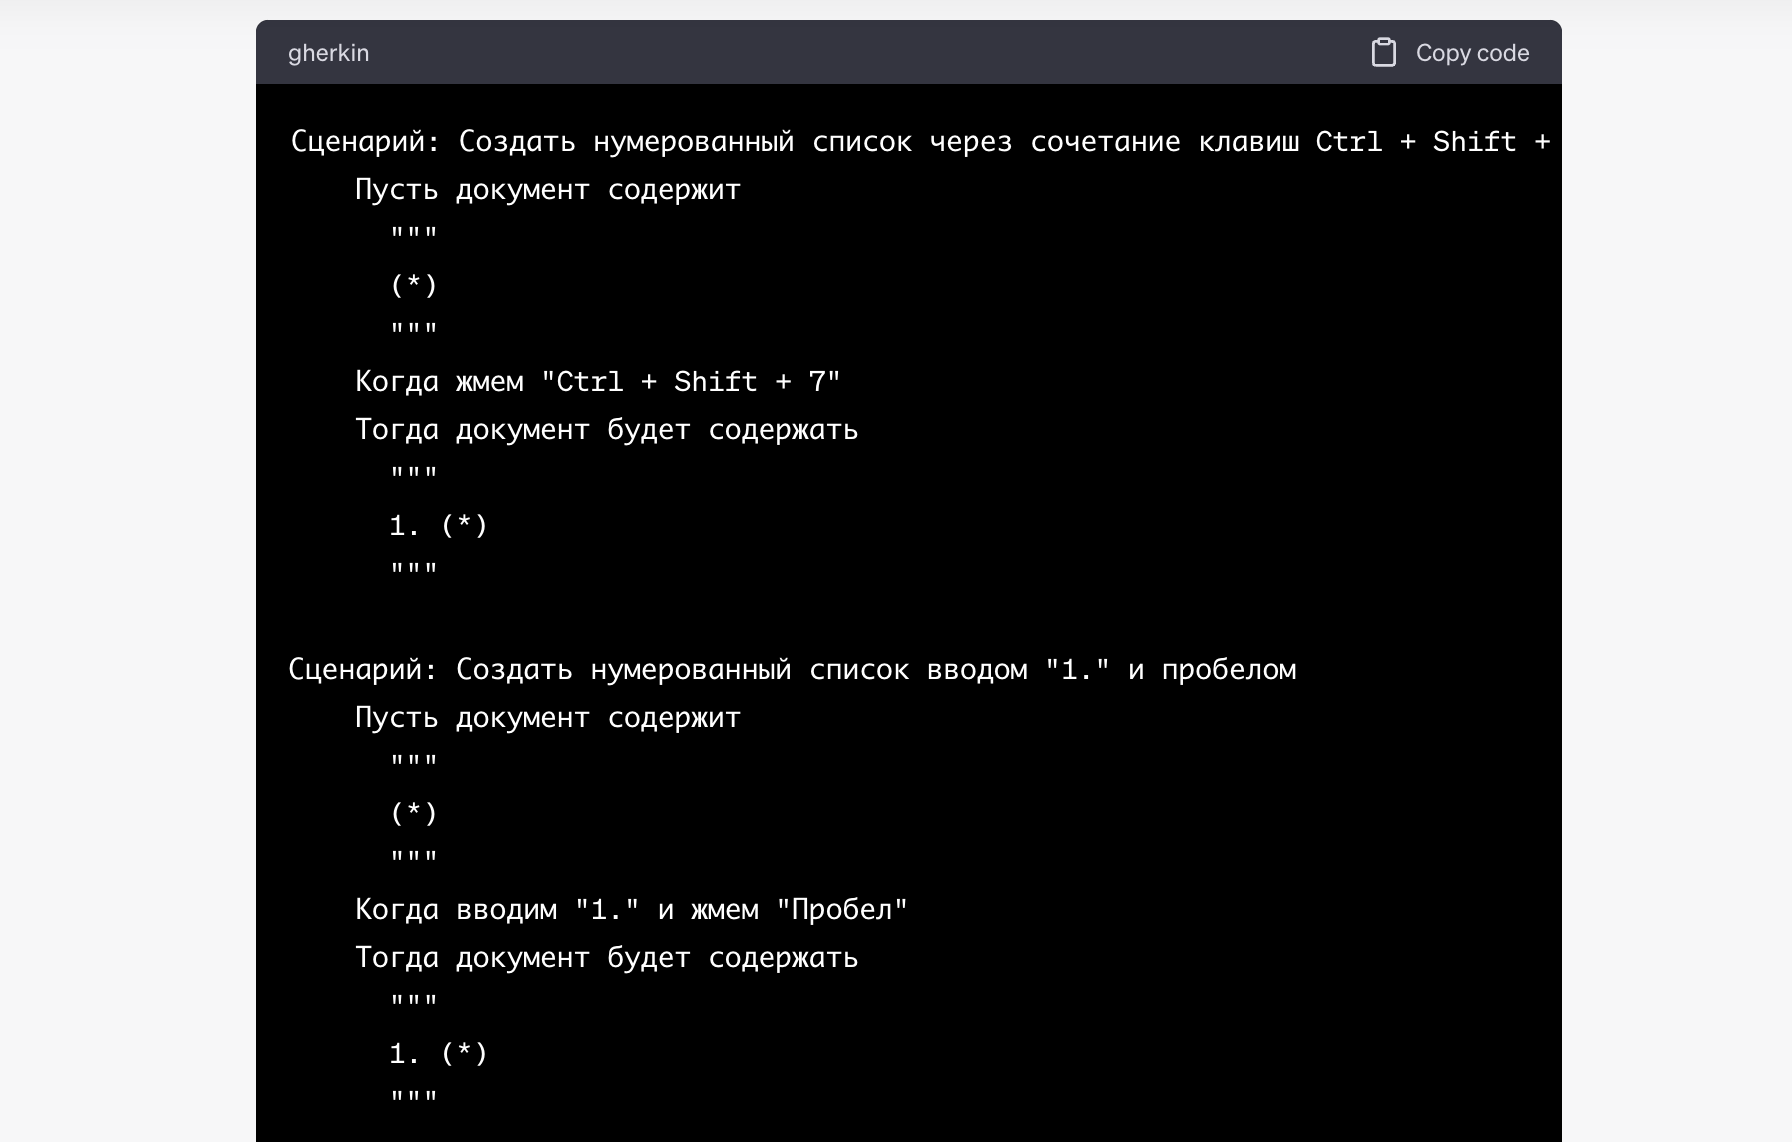 gherkin
Copy code
Сценарий: Создать нумерованный список через сочетание клавиш Ctrl + Shift +
Пусть документ содержит
"""
(*)
"""
Когда жмем "Ctrl + Shift + 7"
Тогда документ будет содержать
"""
1. (*)
"""
Сценарий: Создать нумерованный список вводом "1." и пробелом
Пусть документ содержит
"""
(*)
"""
Когда вводим "1." и жмем "Пробел"
Тогда документ будет содержать
"""
1. (*)
"""